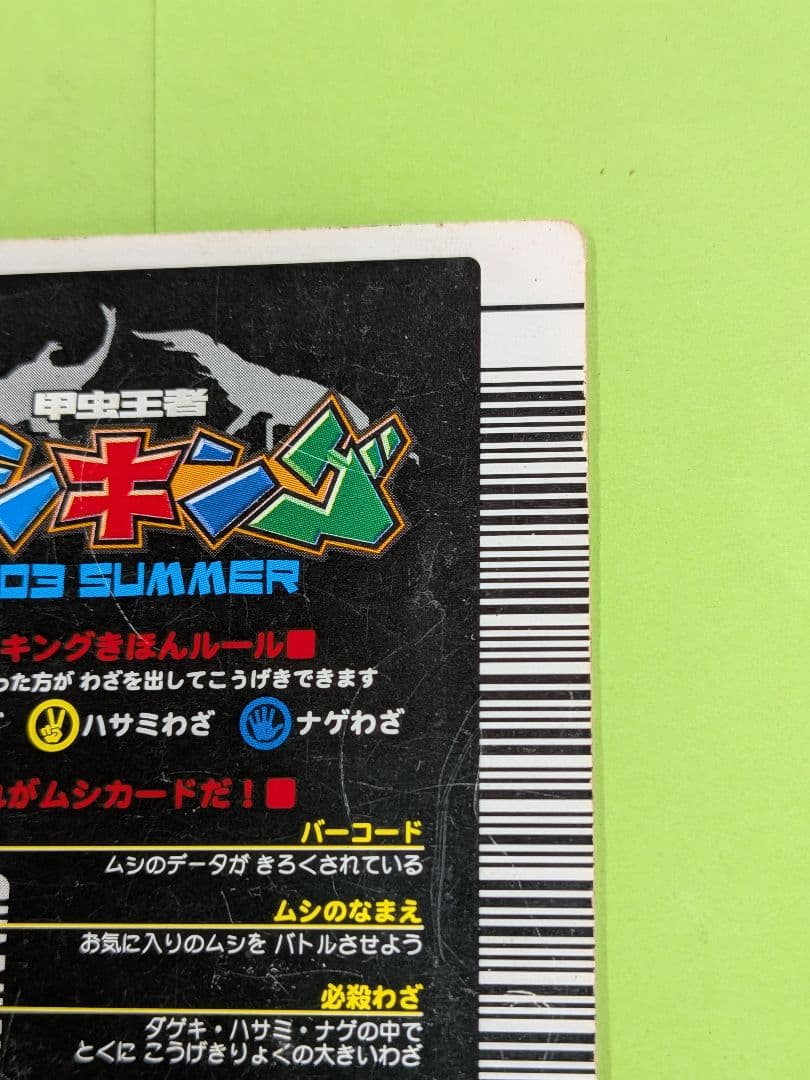 甲虫王者
シキング
03 SUMMER
キングきほんルール■
った方が わざを出してこうげきできます
ハサミわざ ナゲわざ
がムシカードだ！■
バーコード
ムシのデータが きろくされている
ムシのなまえ
お気に入りのムシを バトルさせよう
必殺わざ
ダゲキ・ハサミ・ナゲの中で
とくに こうげきりょくの大きいわざ